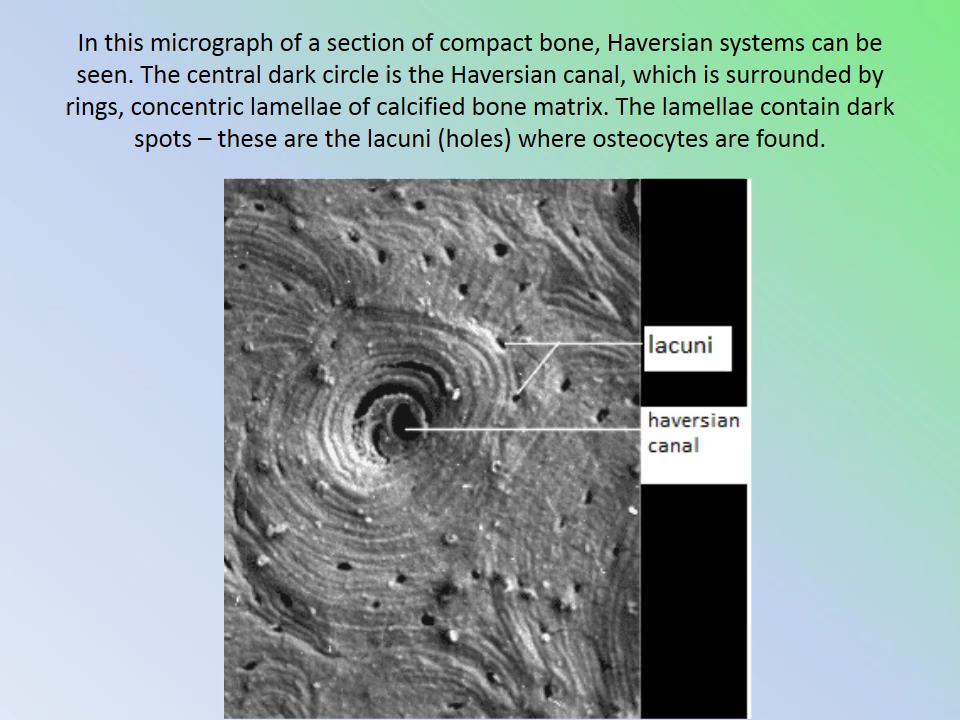 In this micrograph of a section of compact bone, Haversian systems can be
seen. The central dark circle is the Haversian canal, which is surrounded by
rings, concentric lamellae of calcified bone matrix. The lamellae contain dark
spots – these are the lacuni (holes) where osteocytes are found.
lacuni
haversian
canal